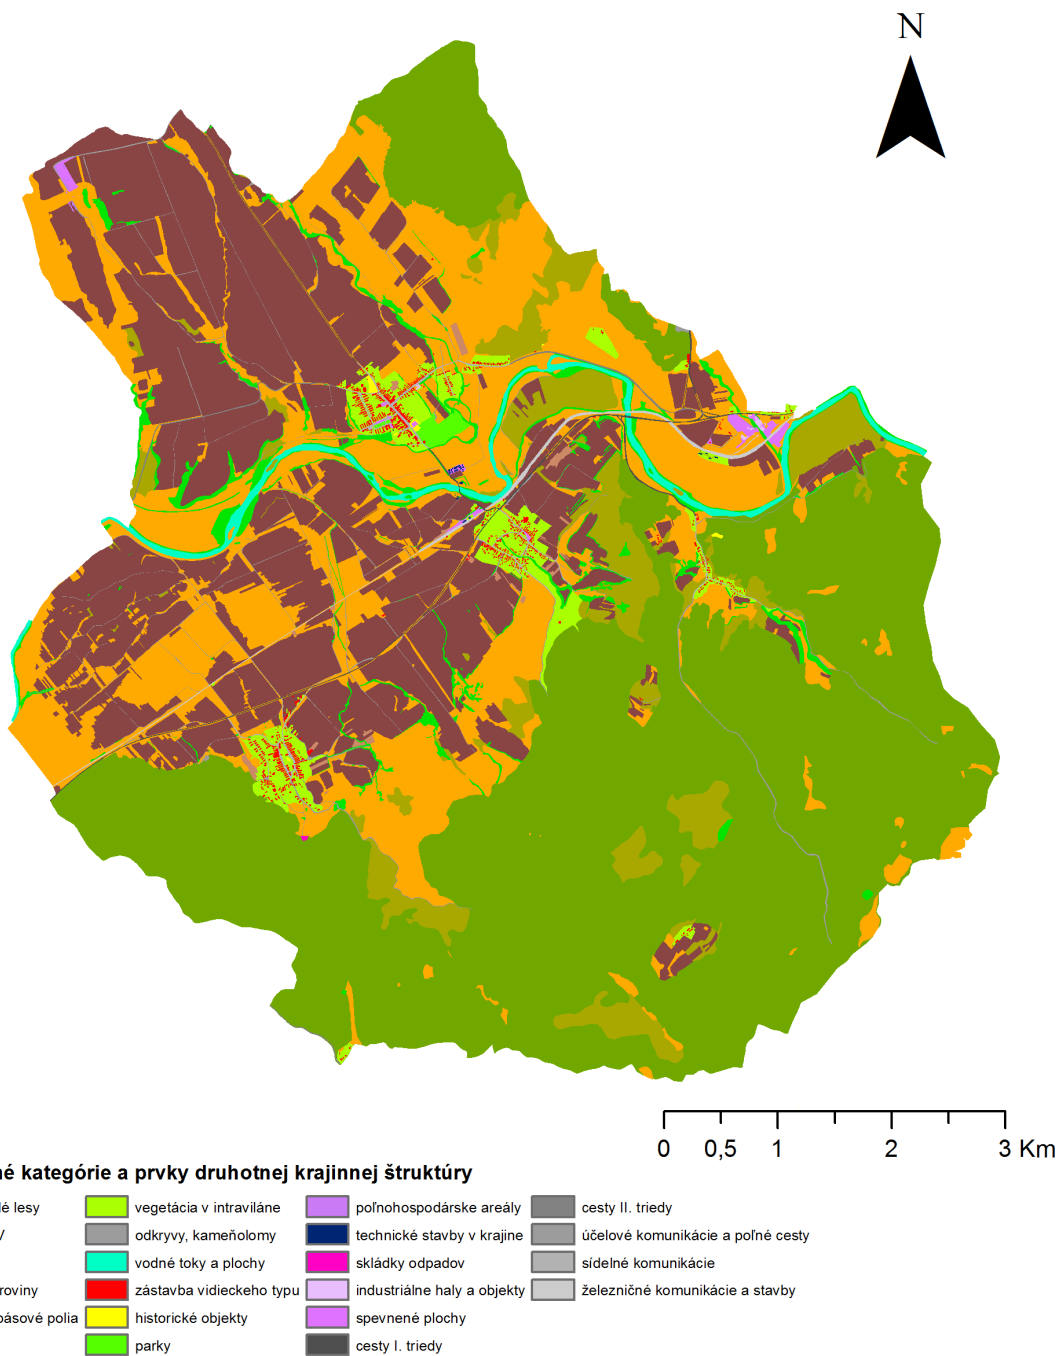 N
0 0,5 1 2 3 Km
né kategórie a prvky druhotnej krajinnej štruktúry
é lesy
vegetácia v intraviláne
poľnohospodárske areály
cesty II. triedy
odkryvy, kameňolomy
technické stavby v krajine
účelové komunikácie a poľné cesty
vodné toky a plochy
skládky odpadov
sídelné komunikácie
roviny
zástavba vidieckeho typu
industriálne haly a objekty
železničné komunikácie a stavby
pásové polia
historické objekty
spevnené plochy
parky
cesty I. triedy